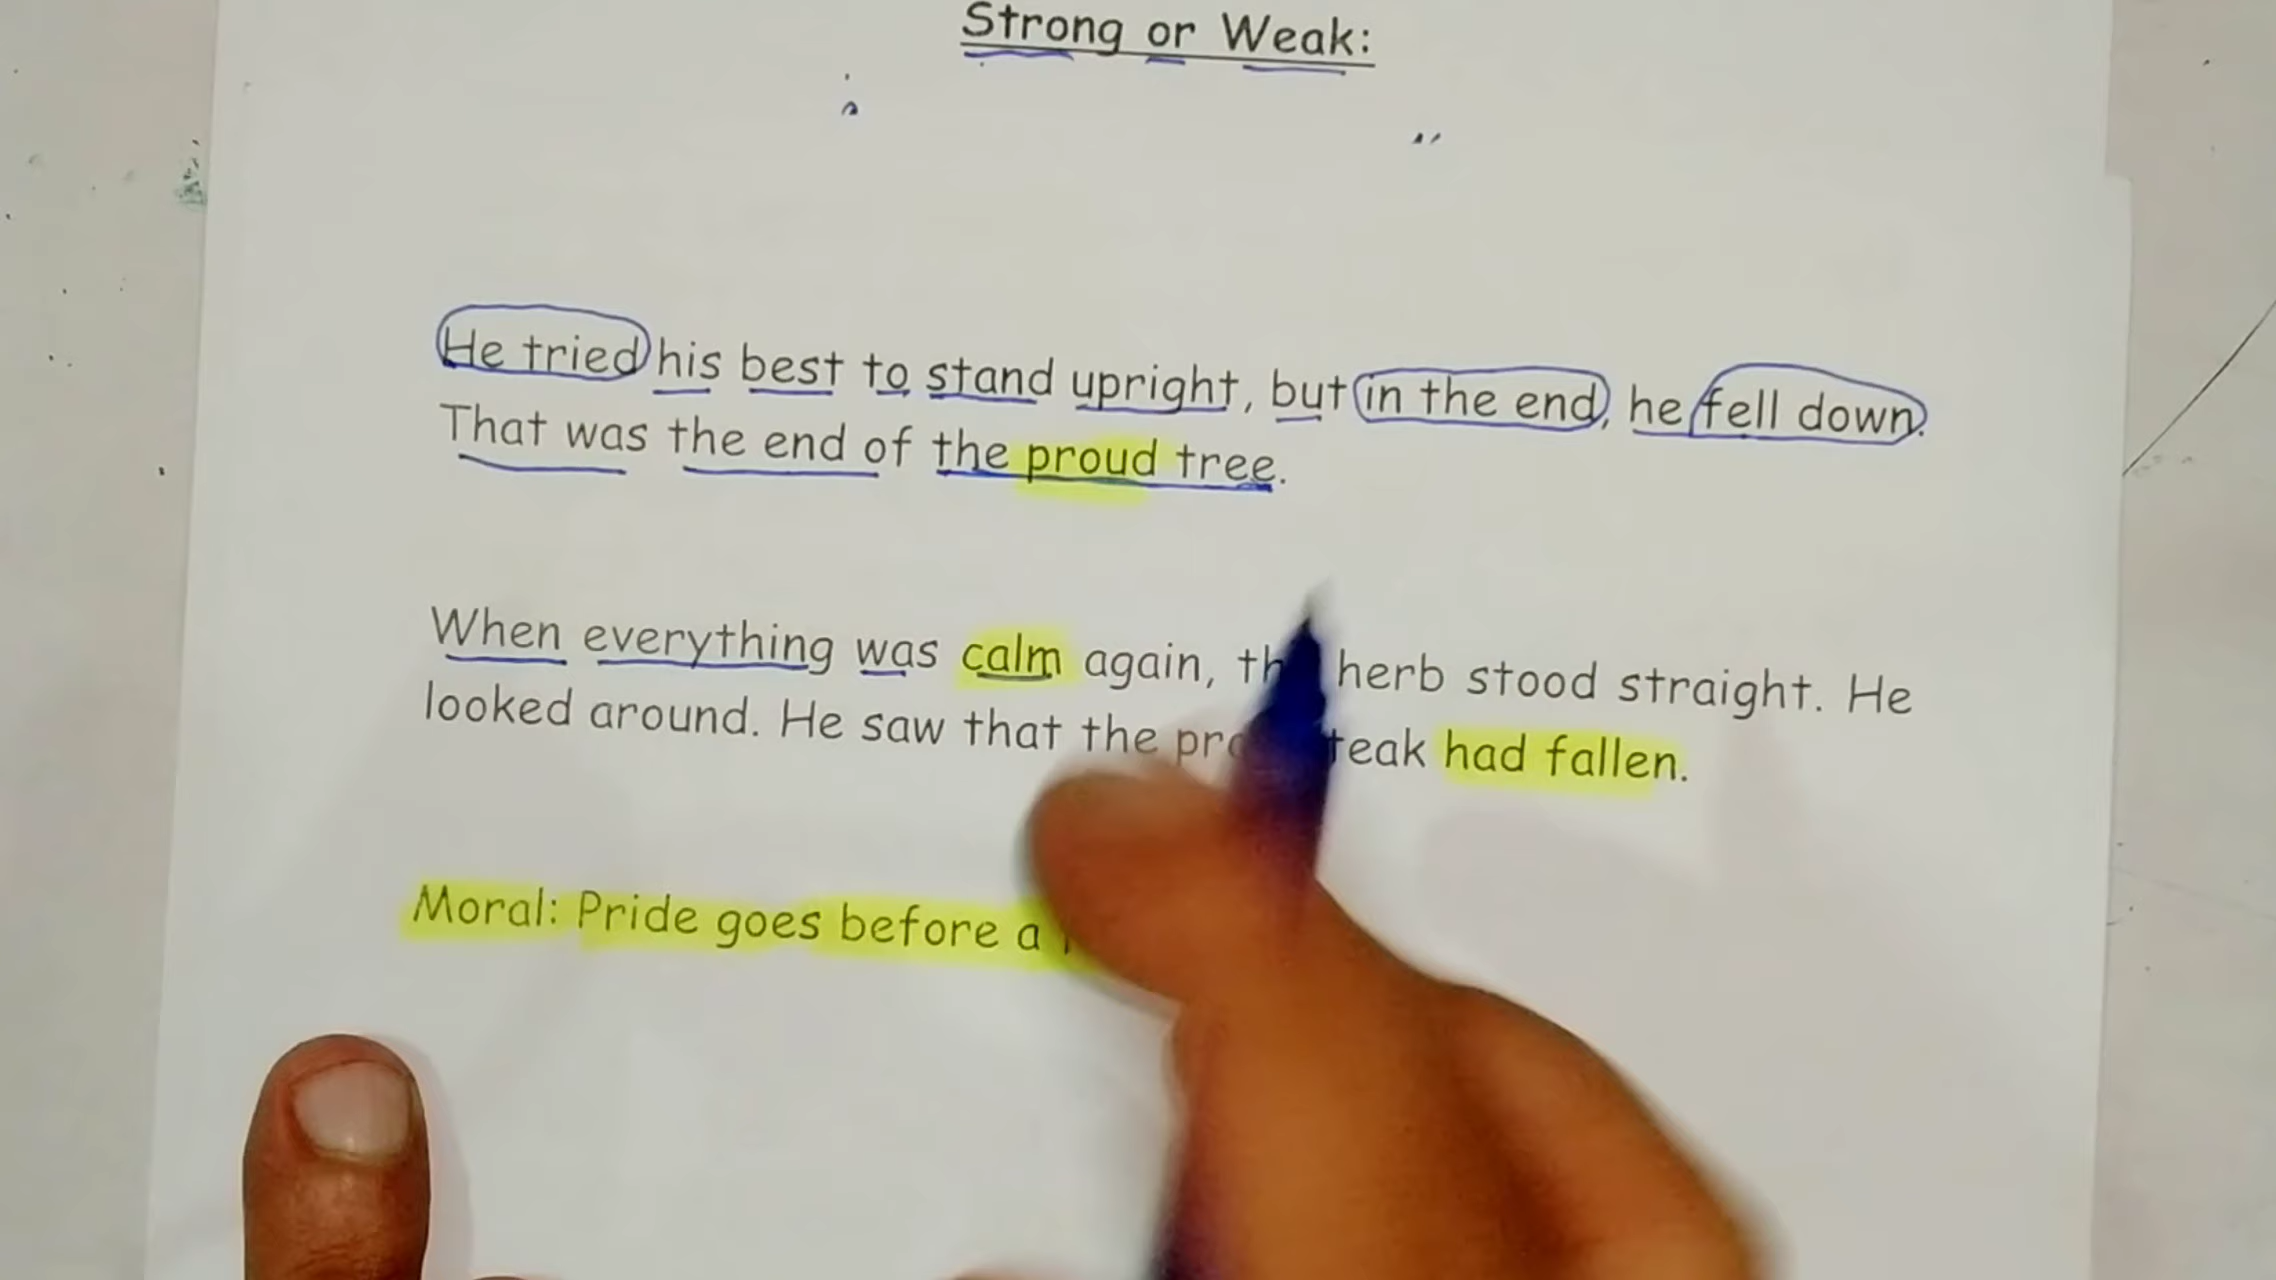 Strong or Weak:
He tried his best to stand upright, but in the end, he fell down.
That was the end of the proud tree.
When everything was calm again, herb stood straight. He
looked around. He saw that the teak had fallen.
Moral: Pride goes before a